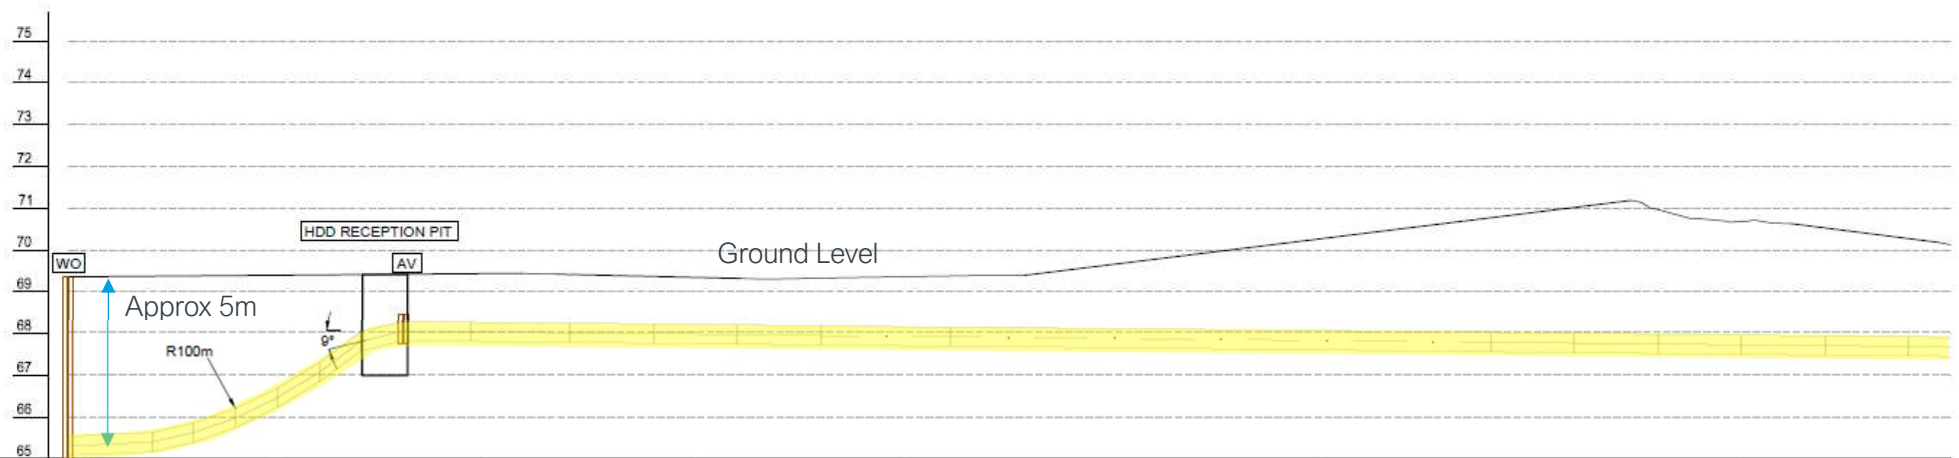 75
74
73
72
71
HDD RECEPTION PIT
70
WO
AV
Ground Level
69
Approx 5m
68
9°
R100m
67
66
65